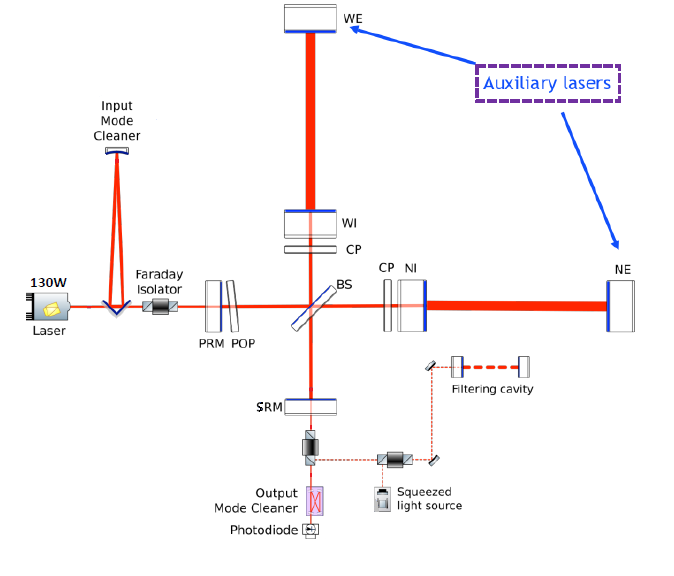 WE
Auxiliary lasers
Input
Mode
Cleaner
WI
CP
130W
Laser
Faraday
Isolator
PRM
POP
BS
CP
NI
NE
Filtering cavity
SRM
Output
Mode Cleaner
Squeezed
light source
Photodiode